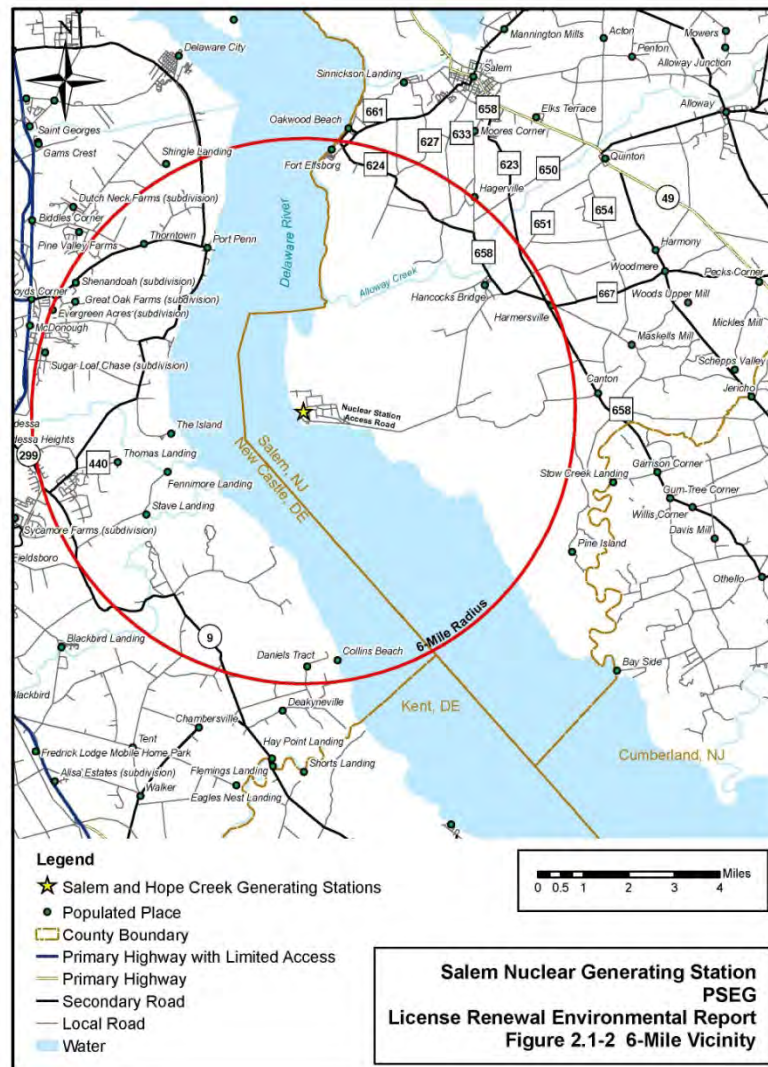 N
Delaware City
Mannington Mills
Acton
Mowers
Penton
Alloway Junction
Sinnickson Landing
Salem
661
658
Elks Terrace
Alloway
Saint Georges
Gams Crest
Oakwood Beach
627
633
Moores Corner
Shingle Landing
Fort Elfsborg
624
623
650
Quinton
Dutch Neck Farms (subdivision)
Hagerville
49
Biddles Corner
654
651
Pine Valley Farms
Thorntown
Port Penn
Delaware River
658
Harmony
Woodmere
Pecks Corner
Shenandoah (subdivision)
Alloway Creek
Hancocks Bridge
667
Woods Upper Mill
oyds Corner
Great Oak Farms (subdivision)
Evergreen Acres (subdivision)
Harmersville
Mickles Mill
McDonough
Maskells Mill
Sugar Loaf Chase (subdivision)
Schepps Valley
Jericho
Canton
Nuclear Station
Access Road
658
dessa
The Island
Salem, NJ
New Castle, DE
dessa Heights
299
440
Thomas Landing
Garrison Corner
Fennimore Landing
Stow Creek Landing
Gum-Tree Corner
Stave Landing
Willis Corner
Sycamore Farms (subdivision)
Davis Mill
Fieldsboro
Pine Island
Othello
9
6-Mile Radius
Blackbird Landing
Daniels Tract
Collins Beach
Bay Side
Blackbird
Deakyneville
Kent, DE
Chambersville
Tent
Hay Point Landing
Cumberland, NJ
Fredrick Lodge Mobile Home Park
Flemings Landing
Shorts Landing
Alisa Estates (subdivision)
Walker
Eagles Nest Landing
Legend
Salem and Hope Creek Generating Stations
Populated Place
County Boundary
Primary Highway with Limited Access
Primary Highway
Secondary Road
Local Road
Water
Miles
0 0.5 1 2 3 4
Salem Nuclear Generating Station
PSEG
License Renewal Environmental Report
Figure 2.1-2 6-Mile Vicinity